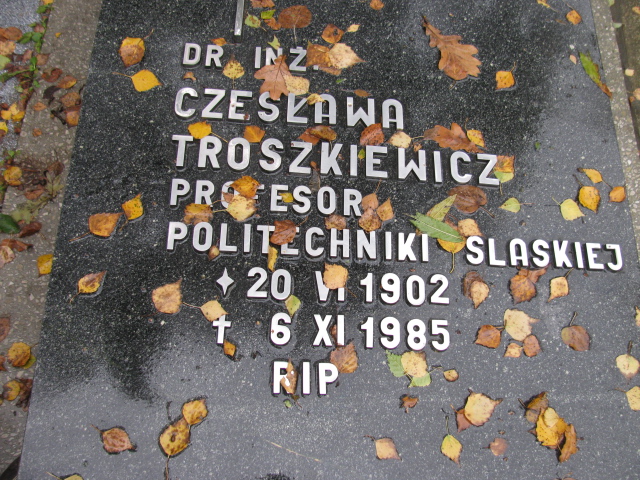 DR INŻ.
CZESŁAWA
TROSZKIEWICZ
PROFESOR
POLITECHNIKI SLASKIEJ
20 VI 1902
† 6 XI 1985
RIP